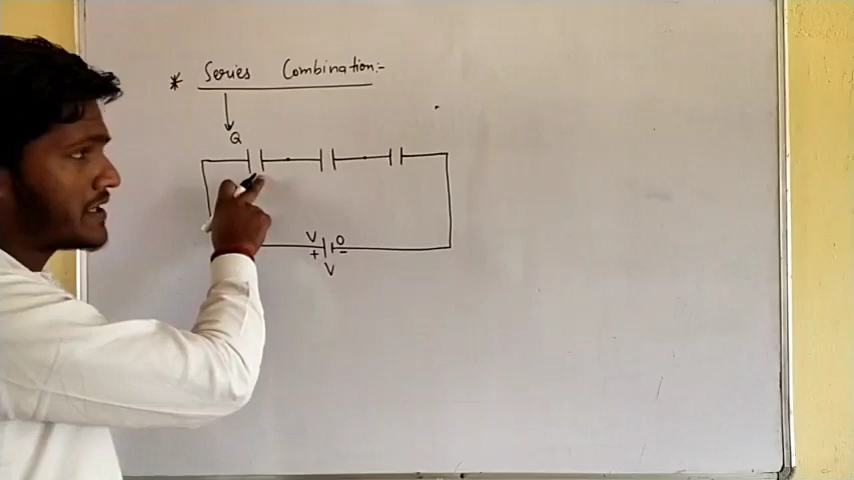 * Series Combination:-
Q
V 0
+ -
V